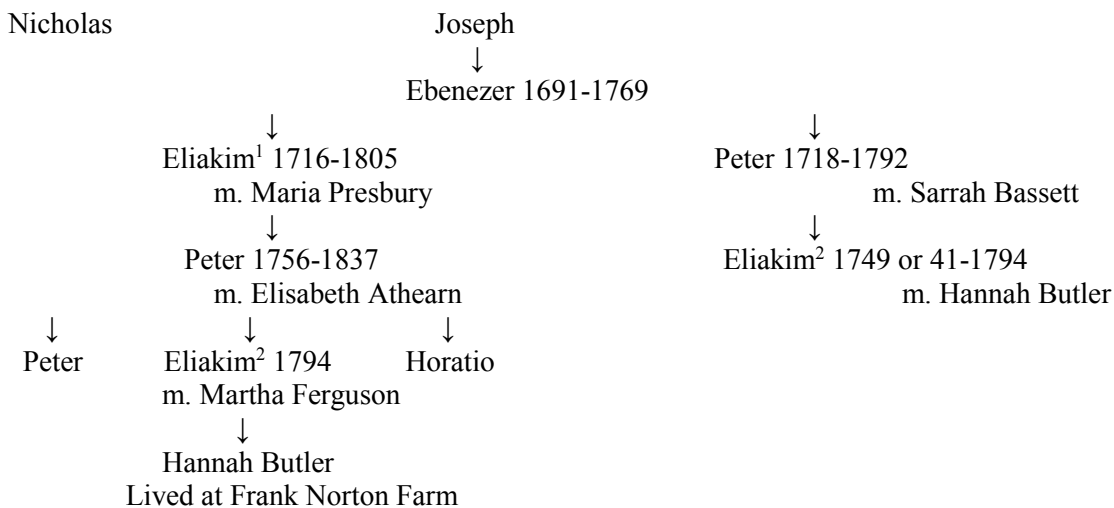 Nicholas Joseph
↓
Ebenezer 1691-1769
↓ ↓
Eliakim¹ 1716-1805 Peter 1718-1792
m. Maria Presbury m. Sarrah Bassett
↓ ↓
Peter 1756-1837 Eliakim² 1749 or 41-1794
m. Elisabeth Athearn m. Hannah Butler
↓ ↓ ↓
Peter Eliakim² 1794 Horatio
m. Martha Ferguson
↓
Hannah Butler
Lived at Frank Norton Farm